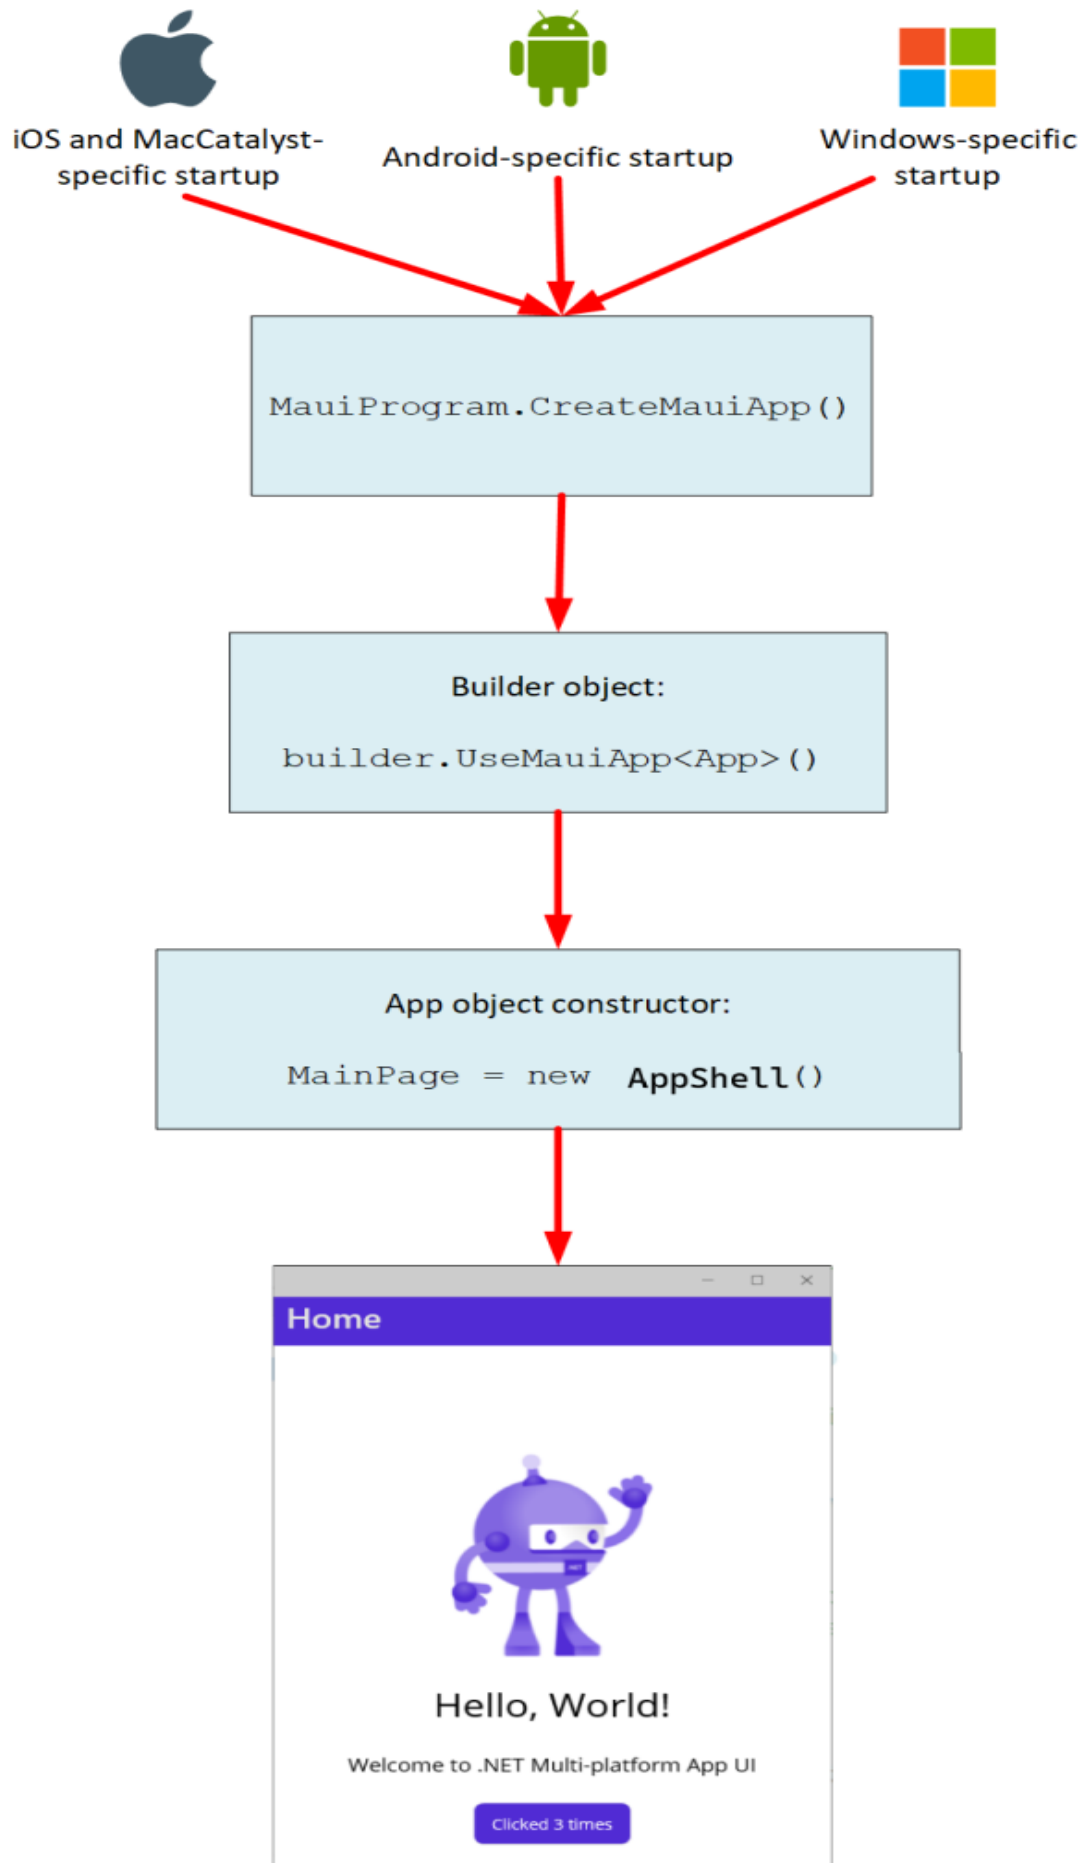 iOS and MacCatalyst-
specific startup
Android-specific startup
Windows-specific
startup
MauiProgram.CreateMauiApp()
Builder object:
builder.UseMauiApp<App>()
App object constructor:
MainPage = new AppShell()
Home
.NET
Hello, World!
Welcome to .NET Multi-platform App UI
Clicked 3 times